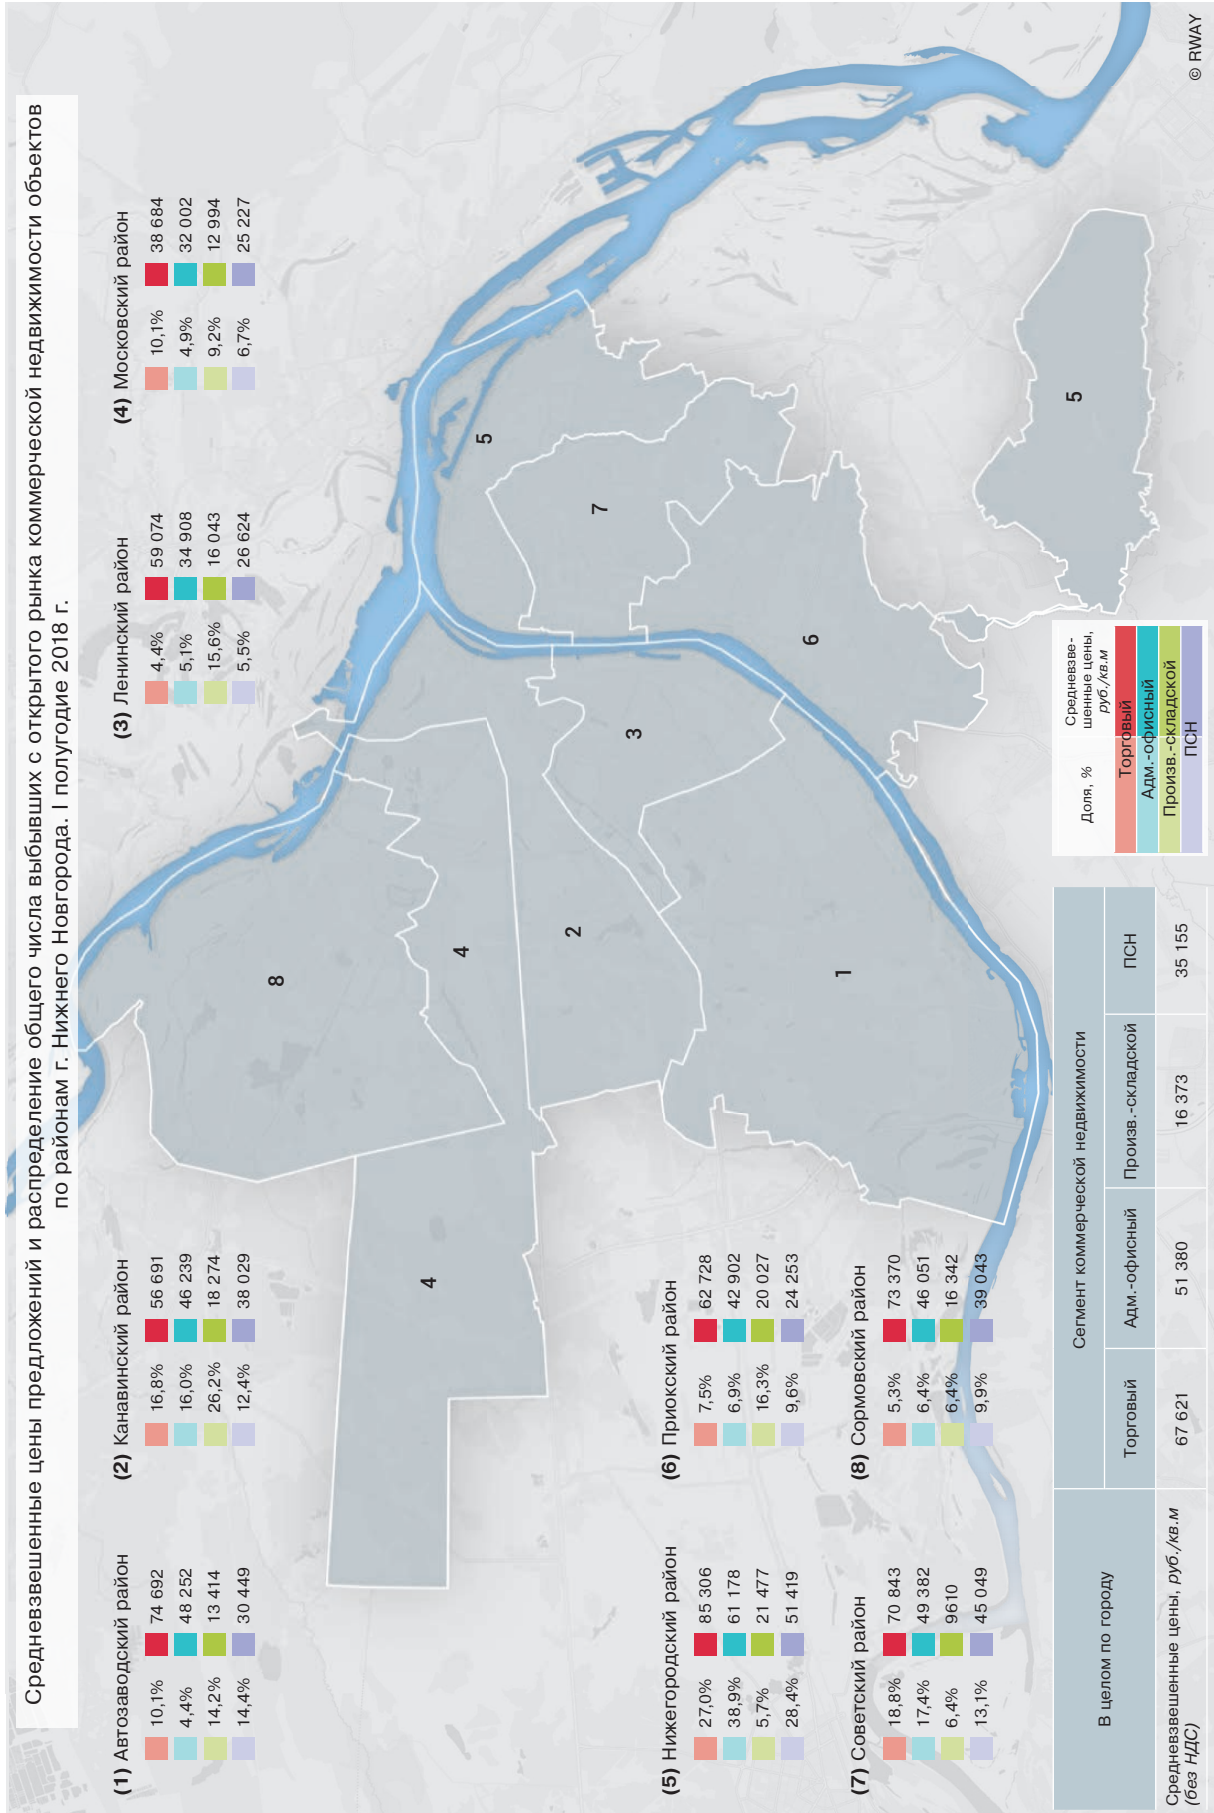 Средневзвешенные цены предложений и распределение общего числа выбывших с открытого рынка коммерческой недвижимости объектов
по районам г. Нижнего Новгорода. I полугодие 2018 г.
(1) Автозаводский район
10,1% 74 692
4,4% 48 252
14,2% 13 414
14,4% 30 449
(2) Канавинский район
16,8% 56 691
16,0% 46 239
26,2% 18 274
12,4% 38 029
(3) Ленинский район
4,4% 59 074
5,1% 34 908
15,6% 16 043
5,5% 26 624
(4) Московский район
10,1% 38 684
4,9% 32 002
9,2% 12 994
6,7% 25 227
8
4
4
2
5
7
3
6
1
5
(5) Нижегородский район
27,0% 85 306
38,9% 61 178
5,7% 21 477
28,4% 51 419
(6) Приокский район
7,5% 62 728
6,9% 42 902
16,3% 20 027
9,6% 24 253
(7) Советский район
18,8% 70 843
17,4% 49 382
6,4% 9610
13,1% 45 049
(8) Сормовский район
5,3% 73 370
6,4% 46 051
6,4% 16 342
9,9% 39 043
Доля, %
Средневзве-
шенные цены,
руб./кв.м
Торговый
Адм.-офисный
Произв.-складской
ПСН
В целом по городу
Сегмент коммерческой недвижимости
Торговый Адм.-офисный Произв.-складской ПСН
Средневзвешенные цены, руб./кв.м
(без НДС)
67 621 51 380 16 373 35 155
© RWAY